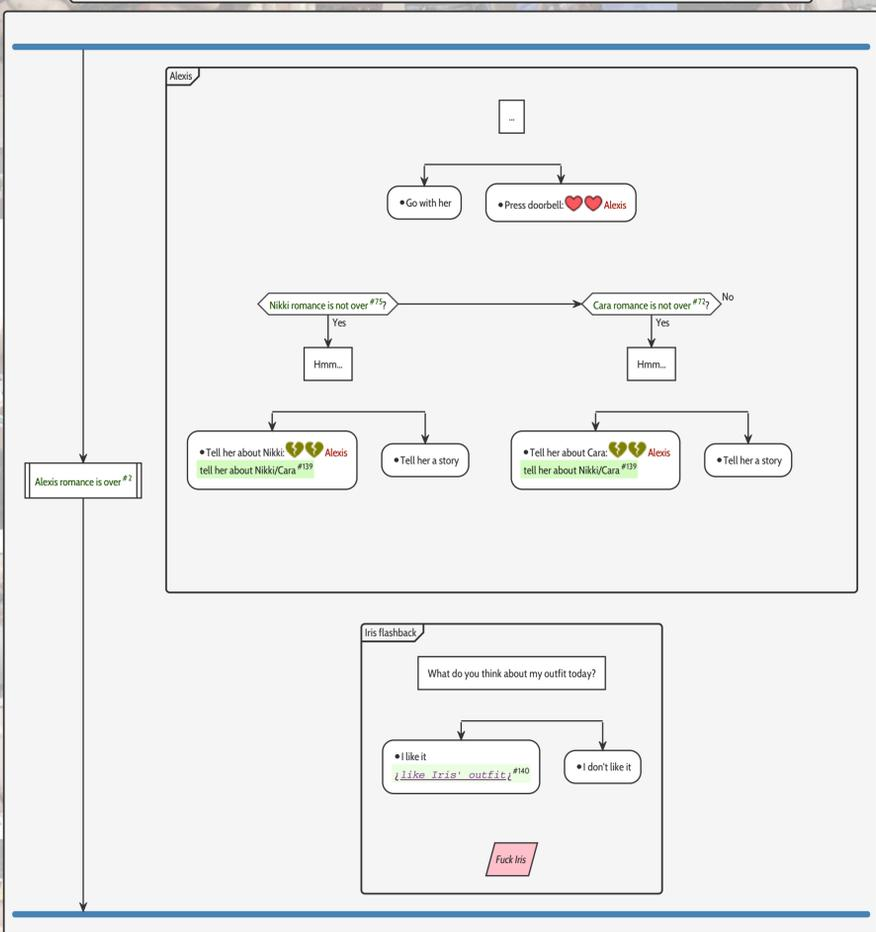 Alexis
...
•Go with her
•Press doorbell: Alexis
Nikki romance is not over #75?
Cara romance is not over #72?
No
Yes
Yes
Hmm...
Hmm...
•Tell her about Nikki: Alexis
tell her about Nikki/Cara #139
•Tell her a story
•Tell her about Cara: Alexis
tell her about Nikki/Cara #139
•Tell her a story
Alexis romance is over #2
Iris flashback
What do you think about my outfit today?
•I like it
¿like Iris' outfit¿ #140
•I don't like it
Fuck Iris